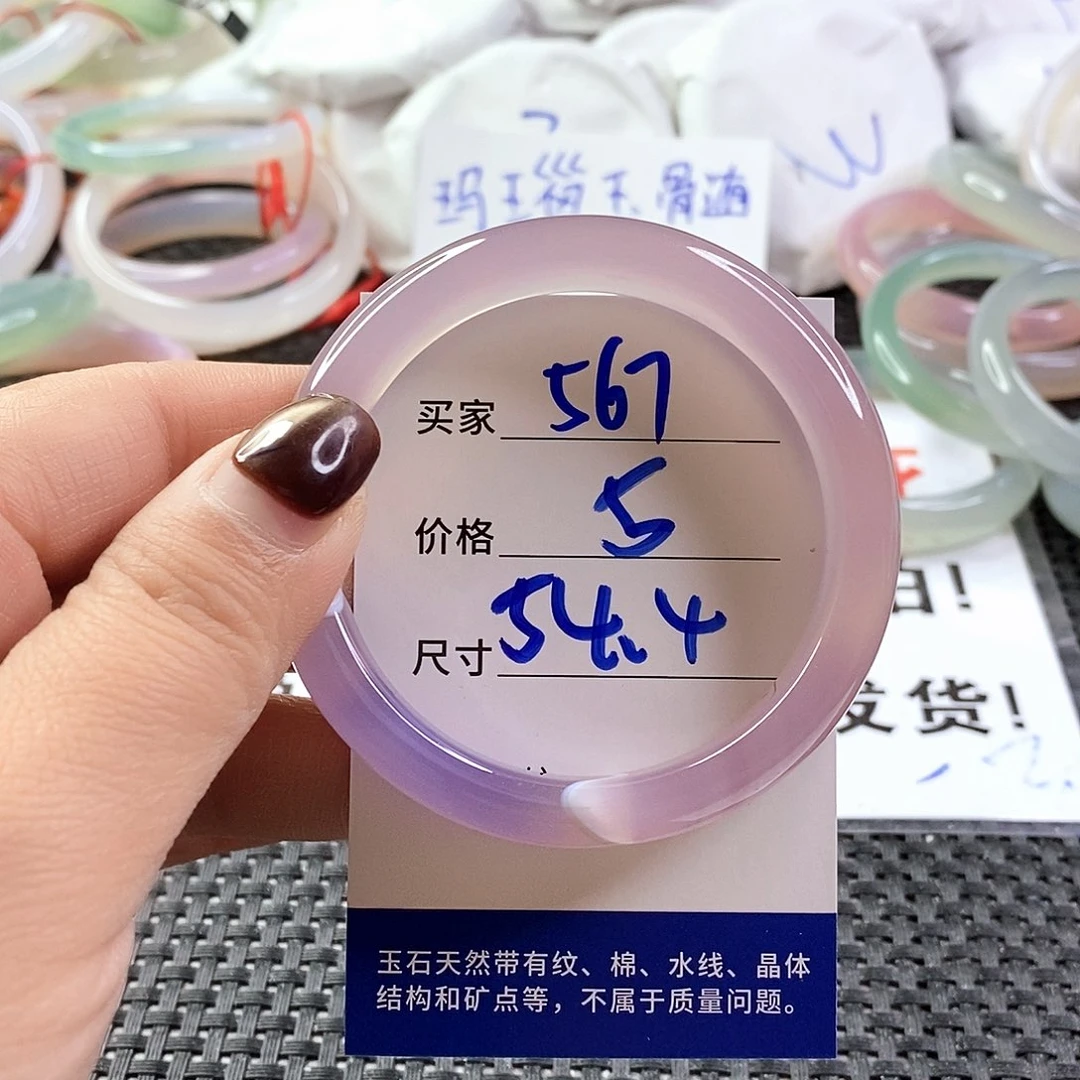 玛瑙玉骨髓
买家 567
价格 5
尺寸 54.4
发货!
玉石天然带有纹、棉、水线、晶体
结构和矿点等，不属于质量问题。